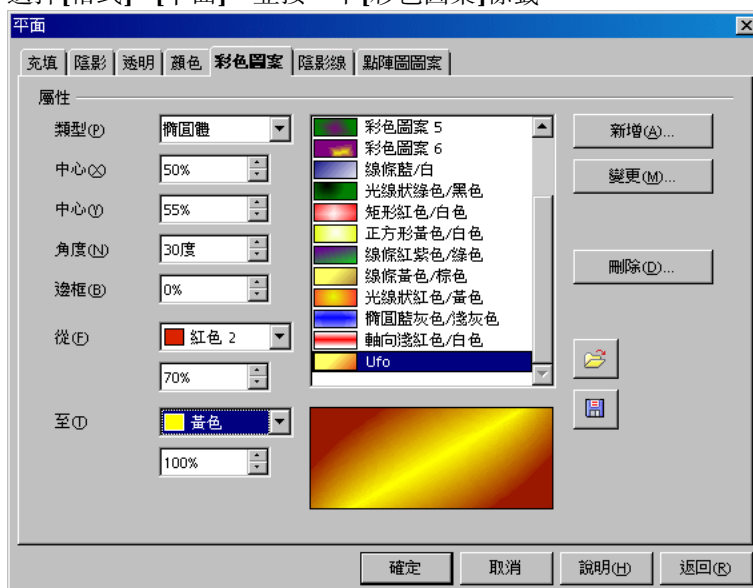 平面
充填 陰影 透明 顏色 彩色圖案 陰影線 點陣圖圖案
屬性
類型(P) 橢圓體
中心(X) 50%
中心(Y) 55%
角度(N) 30度
邊框(B) 0%
從(F) 紅色 2
70%
至(T) 黃色
100%
彩色圖案 5
彩色圖案 6
線條藍/白
光線狀綠色/黑色
矩形紅色/白色
正方形黃色/白色
線條紅紫色/綠色
線條黃色/棕色
光線狀紅色/黃色
橢圓藍灰色/淺灰色
軸向淺紅色/白色
Ufo
新增(A)...
變更(M)...
刪除(D)...
確定 取消 說明(H) 返回(R)